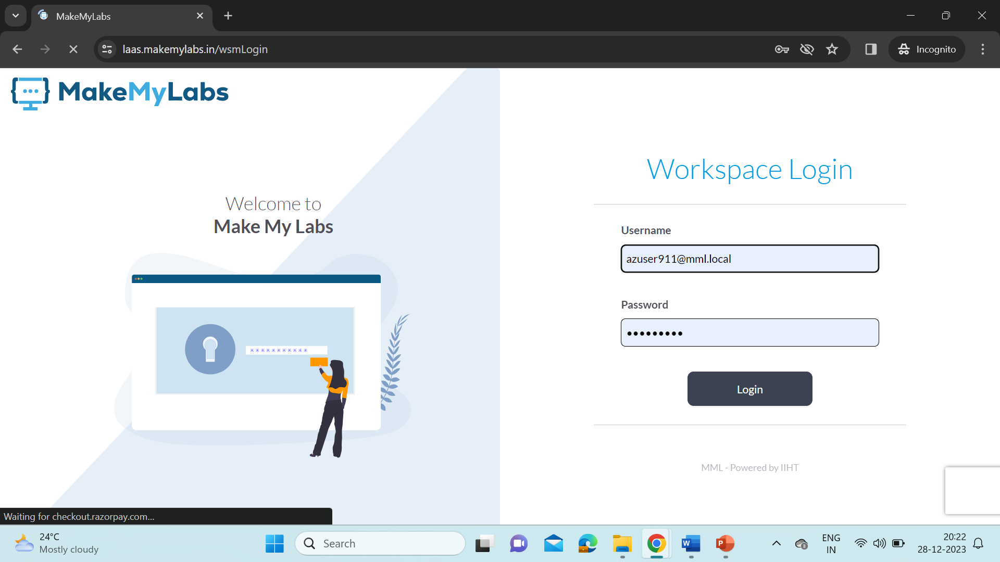 MakeMyLabs
laas.makemylabs.in/wsmLogin
Incognito
MakeMyLabs
Welcome to
Make My Labs
***********
Workspace Login
Username
azuser911@mml.local
Password
•••••••••
Login
MML - Powered by IIHT
Waiting for checkout.razorpay.com...
24°C
Mostly cloudy
Search
ENG
IN
20:22
28-12-2023